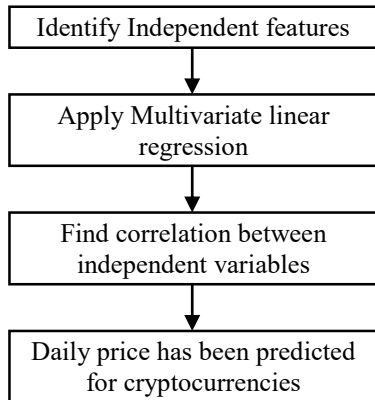 Identify Independent features
Apply Multivariate linear
regression
Find correlation between
independent variables
Daily price has been predicted
for cryptocurrencies